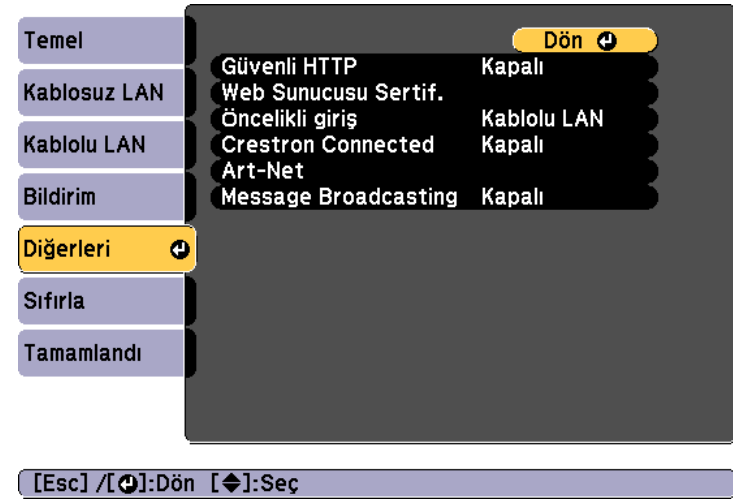 Temel
Kablosuz LAN
Kablolu LAN
Bildirim
Diğerleri
Sıfırla
Tamamlandı
Dön
Güvenli HTTP Kapalı
Web Sunucusu Sertif.
Öncelikli giriş Kablolu LAN
Crestron Connected Kapalı
Art-Net
Message Broadcasting Kapalı
[Esc] /[⏎]:Dön [◆]:Seç